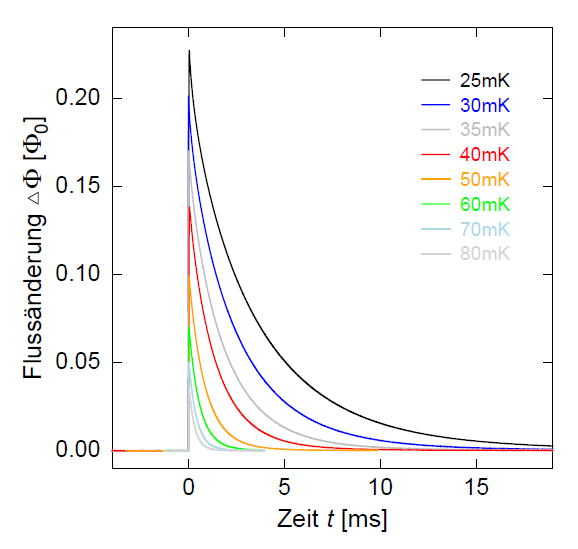 0.20
0.15
0.10
0.05
0.00
Flussänderung △Φ [Φ0]
25mK
30mK
35mK
40mK
50mK
60mK
70mK
80mK
0 5 10 15
Zeit t [ms]